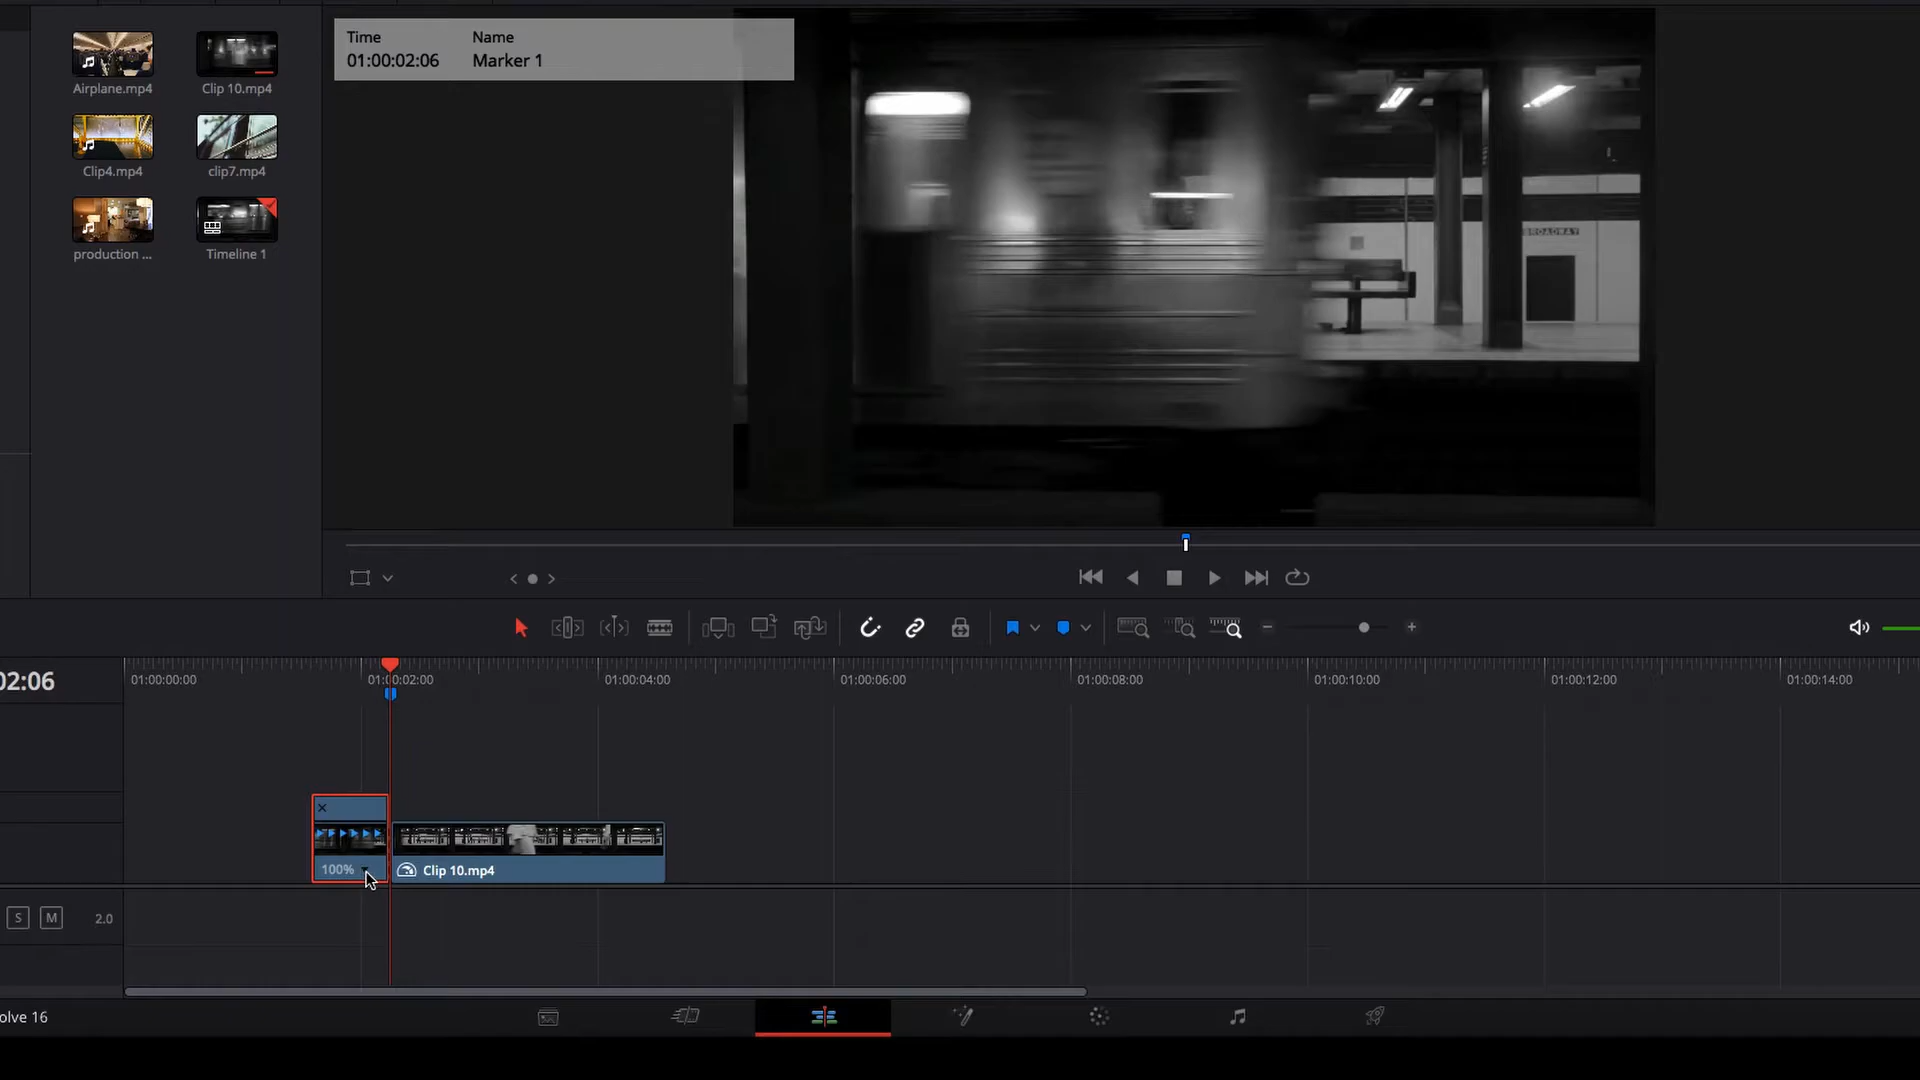 Time Name
01:00:02:06 Marker 1
Airplane.mp4 Clip 10.mp4
Clip4.mp4 clip7.mp4
production ... Timeline 1
BROADWAY
02:06
01:00:00:00 01:00:02:00 01:00:04:00 01:00:06:00 01:00:08:00 01:00:10:00 01:00:12:00 01:00:14:00
100% Clip 10.mp4
S M 2.0
olve 16